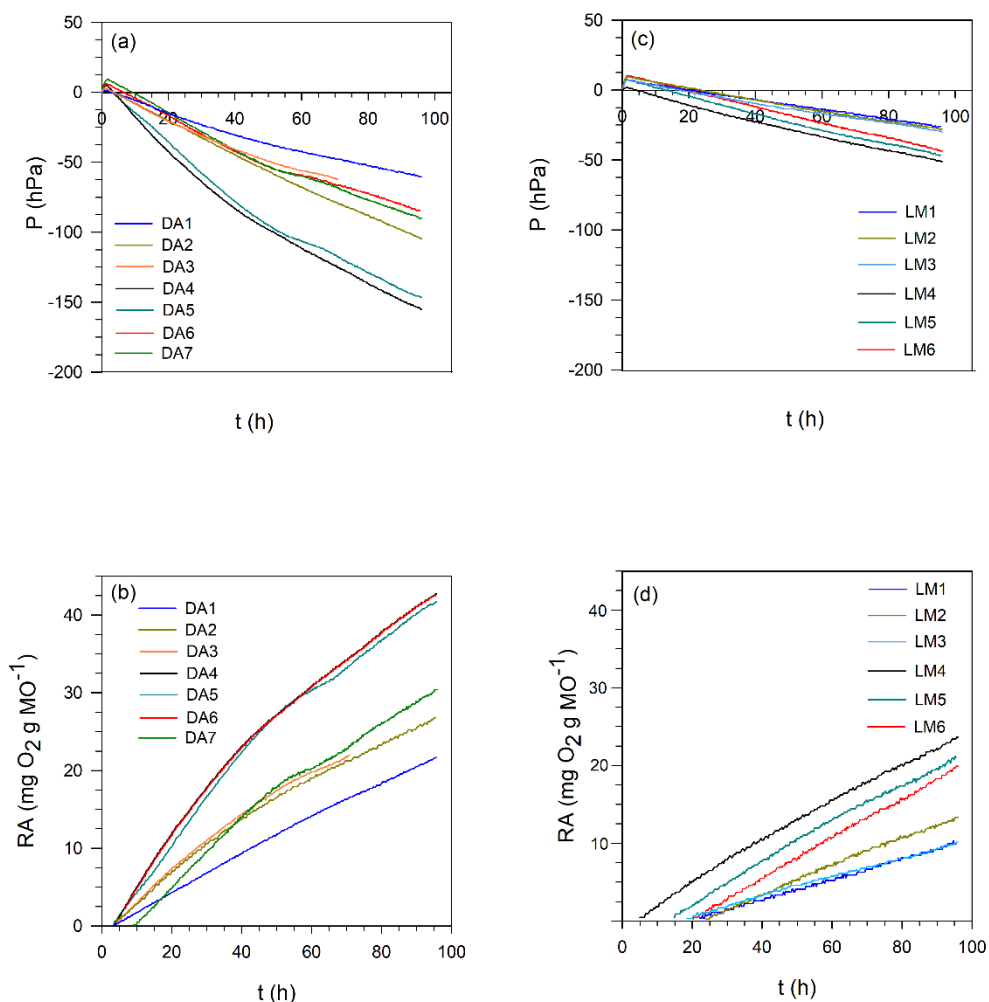 (a)
50
0
-50
-100
-150
-200
0 20 40 60 80 100
P (hPa)
DA1
DA2
DA3
DA4
DA5
DA6
DA7
t (h)
(c)
50
0
-50
-100
-150
-200
0 20 40 60 80 100
P (hPa)
LM1
LM2
LM3
LM4
LM5
LM6
t (h)
(b)
40
30
20
10
0
0 20 40 60 80 100
RA (mg O2 g MO⁻¹)
DA1
DA2
DA3
DA4
DA5
DA6
DA7
t (h)
(d)
40
30
20
10
0 20 40 60 80 100
RA (mg O2 g MO⁻¹)
LM1
LM2
LM3
LM4
LM5
LM6
t (h)